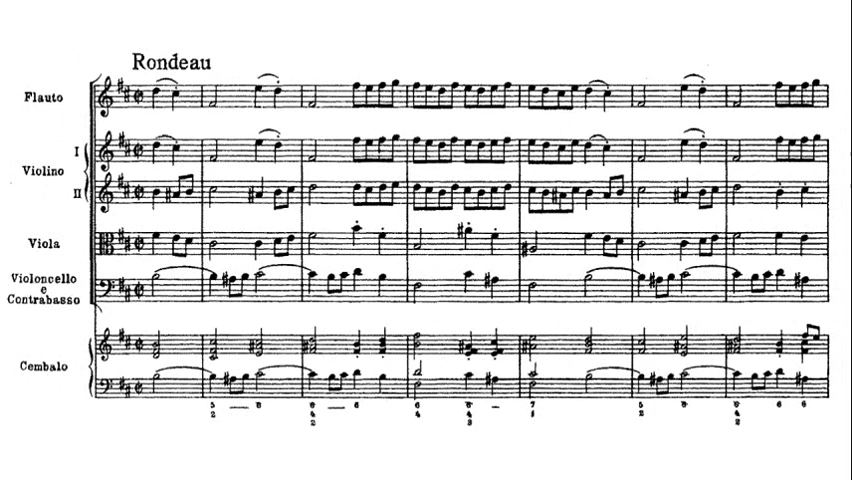 Rondeau
Flauto
I
Violino
II
Viola
Violoncello
e
Contrabasso
Cembalo